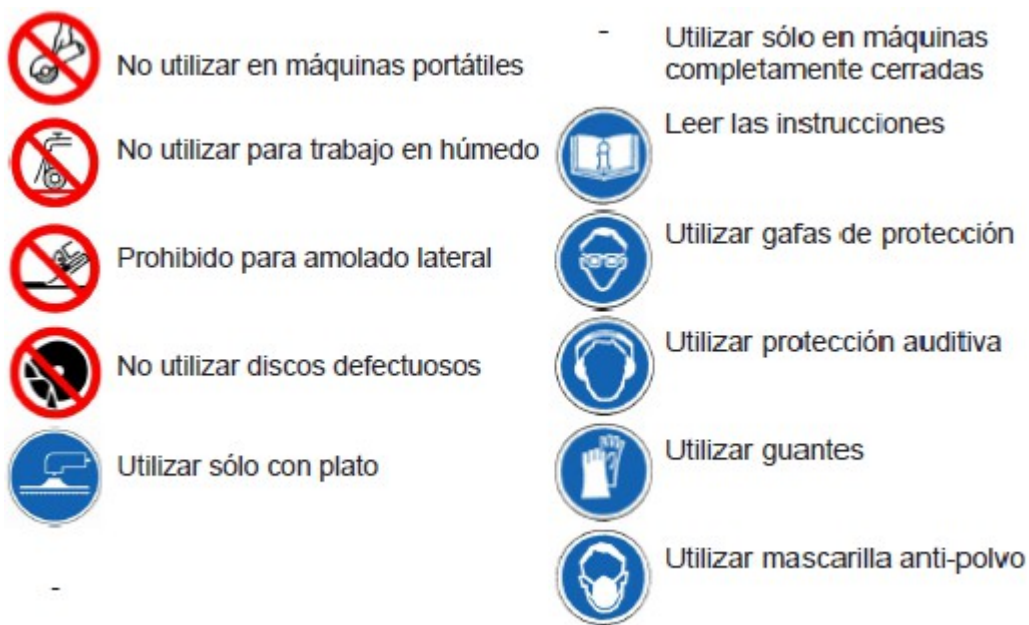 No utilizar en máquinas portátiles
No utilizar para trabajo en húmedo
Prohibido para amolado lateral
No utilizar discos defectuosos
Utilizar sólo con plato
-
-
Utilizar sólo en máquinas
completamente cerradas
Leer las instrucciones
Utilizar gafas de protección
Utilizar protección auditiva
Utilizar guantes
Utilizar mascarilla anti-polvo